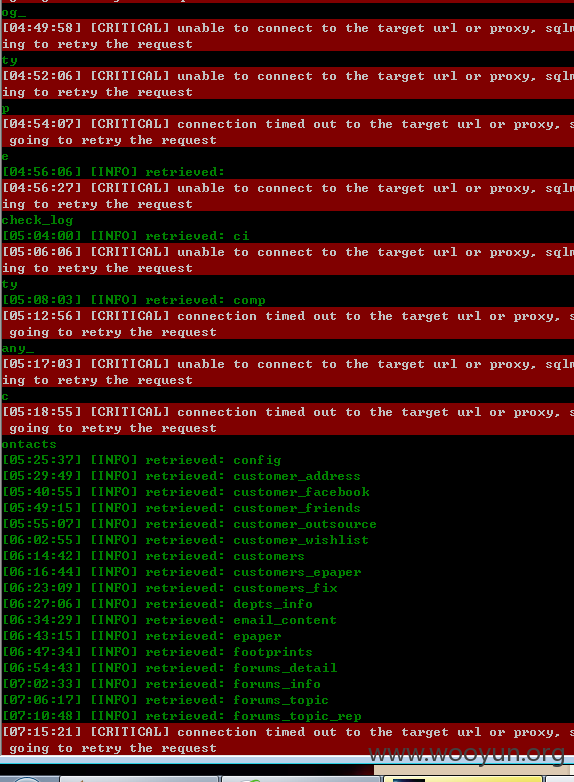 og_
[04:49:58] [CRITICAL] unable to connect to the target url or proxy, sqlm
ing to retry the request
ty
[04:52:06] [CRITICAL] unable to connect to the target url or proxy, sqlm
ing to retry the request
p
[04:54:07] [CRITICAL] connection timed out to the target url or proxy, s
going to retry the request
e
[04:56:06] [INFO] retrieved:
[04:56:27] [CRITICAL] unable to connect to the target url or proxy, sqlm
ing to retry the request
check_log
[05:04:00] [INFO] retrieved: ci
[05:06:06] [CRITICAL] unable to connect to the target url or proxy, sqlm
ing to retry the request
ty
[05:08:03] [INFO] retrieved: comp
[05:12:56] [CRITICAL] connection timed out to the target url or proxy, s
going to retry the request
any_
[05:17:03] [CRITICAL] unable to connect to the target url or proxy, sqlm
ing to retry the request
c
[05:18:55] [CRITICAL] connection timed out to the target url or proxy, s
going to retry the request
ontacts
[05:25:37] [INFO] retrieved: config
[05:29:49] [INFO] retrieved: customer_address
[05:40:55] [INFO] retrieved: customer_facebook
[05:49:15] [INFO] retrieved: customer_friends
[05:55:07] [INFO] retrieved: customer_outsource
[06:02:55] [INFO] retrieved: customer_wishlist
[06:14:42] [INFO] retrieved: customers
[06:16:44] [INFO] retrieved: customers_epaper
[06:23:09] [INFO] retrieved: customers_fix
[06:27:06] [INFO] retrieved: depts_info
[06:34:29] [INFO] retrieved: email_content
[06:43:15] [INFO] retrieved: epaper
[06:47:34] [INFO] retrieved: footprints
[06:54:43] [INFO] retrieved: forums_detail
[07:02:33] [INFO] retrieved: forums_info
[07:06:17] [INFO] retrieved: forums_topic
[07:10:48] [INFO] retrieved: forums_topic_rep
[07:15:21] [CRITICAL] connection timed out to the target url or proxy, s
going to retry the request
www.wooyun.org